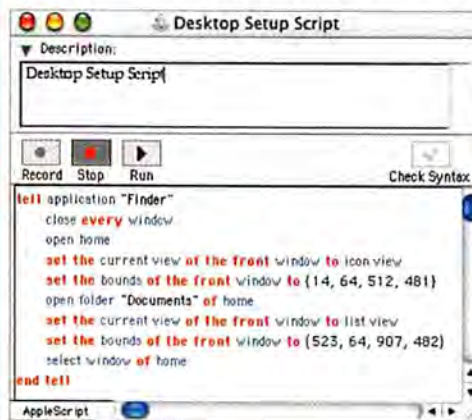 Desktop Setup Script
Description:
Desktop Setup Script
Record Stop Run Check Syntax
tell application "Finder"
close every window
open home
set the current view of the front window to icon view
set the bounds of the front window to {14, 64, 512, 481}
open folder "Documents" of home
set the current view of the front window to list view
set the bounds of the front window to {523, 64, 907, 482}
select window of home
end tell
AppleScript